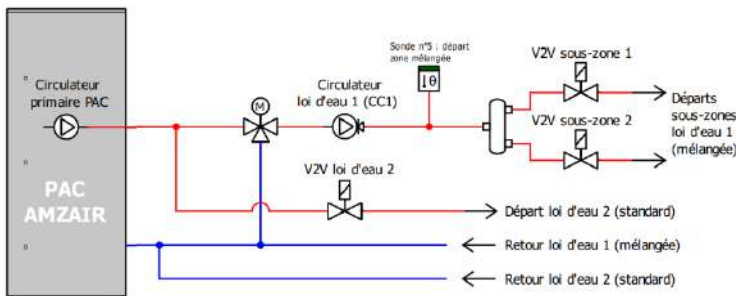 Sonde n°5 : départ
zone mélangée
V2V sous-zone 1
Circulateur
primaire PAC
Circulateur
loi d'eau 1 (CC1)
M
θ
Départs
sous-zones
loi d'eau 1
(mélangée)
V2V sous-zone 2
V2V loi d'eau 2
PAC
AMZAIR
Départ loi d'eau 2 (standard)
Retour loi d'eau 1 (mélangée)
Retour loi d'eau 2 (standard)